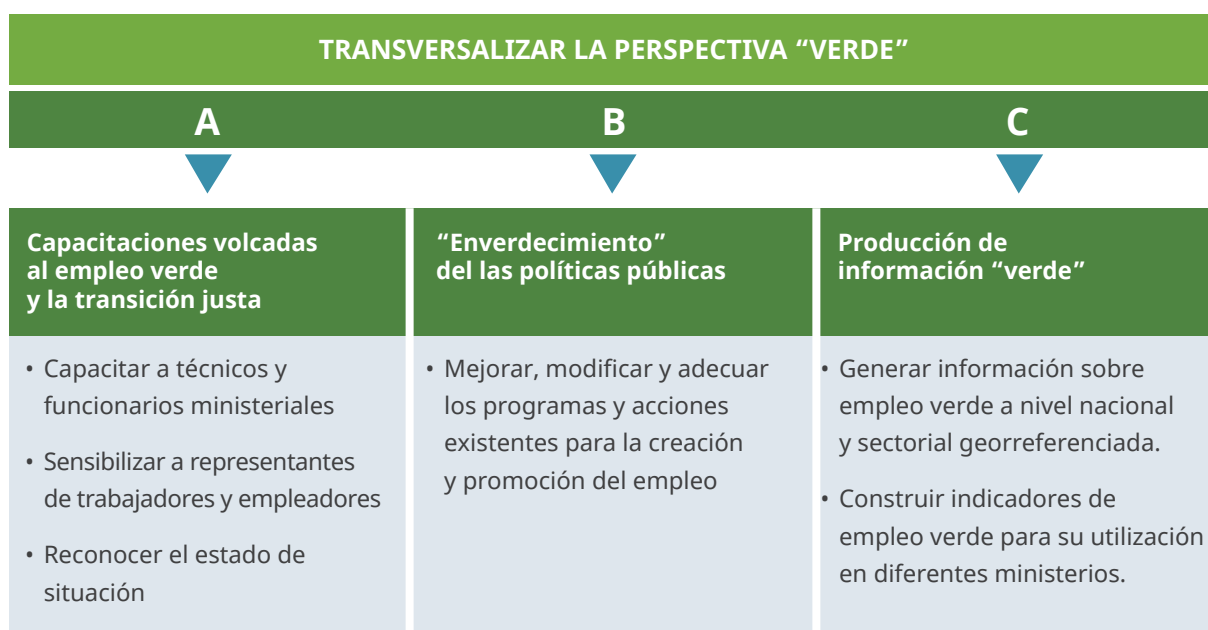 TRANSVERSALIZAR LA PERSPECTIVA “VERDE”
A
B
C
Capacitaciones volcadas
al empleo verde
y la transición justa
• Capacitar a técnicos y
funcionarios ministeriales
• Sensibilizar a representantes
de trabajadores y empleadores
• Reconocer el estado de
situación
“Enverdecimiento”
del las políticas públicas
• Mejorar, modificar y adecuar
los programas y acciones
existentes para la creación
y promoción del empleo
Producción de
información “verde”
• Generar información sobre
empleo verde a nivel nacional
y sectorial georreferenciada.
• Construir indicadores de
empleo verde para su utilización
en diferentes ministerios.